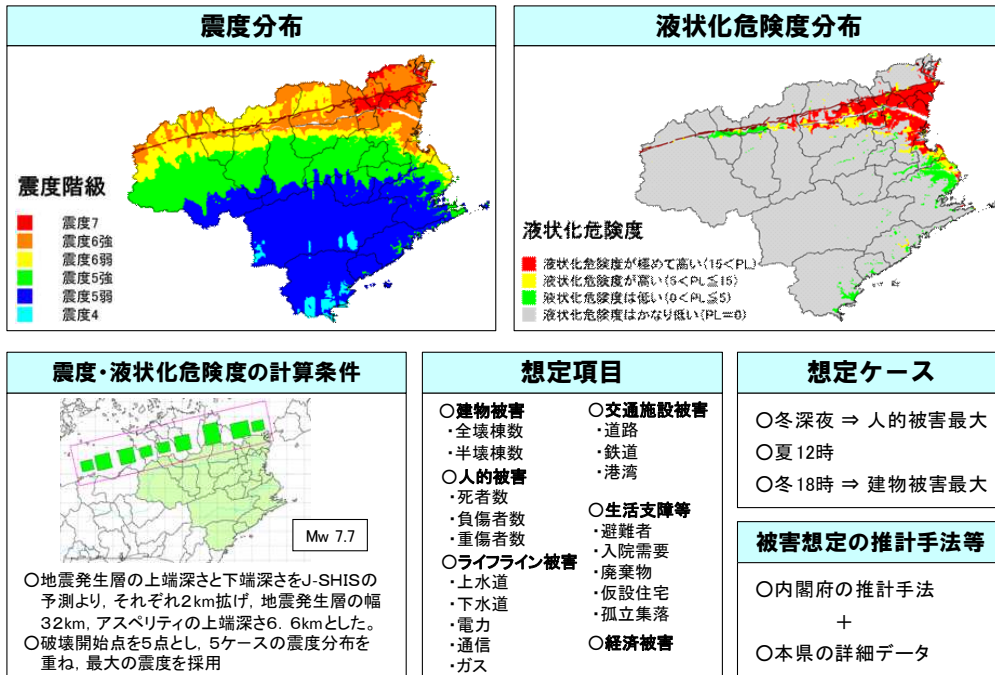 震度分布
震度階級
震度7
震度6強
震度6弱
震度5強
震度5弱
震度4
液状化危険度分布
液状化危険度
液状化危険度が極めて高い(15<PL)
液状化危険度が高い(5<PL≦15)
液状化危険度は低い(0<PL≦5)
液状化危険度はかなり低い(PL=0)
震度・液状化危険度の計算条件
Mw 7.7
○地震発生層の上端深さと下端深さをJ-SHISの
予測より,それぞれ2km拡げ,地震発生層の幅
32km,アスペリティの上端深さ6.6kmとした。
○破壊開始点を5点とし,5ケースの震度分布を
重ね,最大の震度を採用
想定項目
○建物被害
・全壊棟数
・半壊棟数
○人的被害
・死者数
・負傷者数
・重傷者数
○ライフライン被害
・上水道
・下水道
・電力
・通信
・ガス
○交通施設被害
・道路
・鉄道
・港湾
○生活支障等
・避難者
・入院需要
・廃棄物
・仮設住宅
・孤立集落
○経済被害
想定ケース
○冬深夜 ⇒ 人的被害最大
○夏12時
○冬18時 ⇒ 建物被害最大
被害想定の推計手法等
○内閣府の推計手法
+
○本県の詳細データ